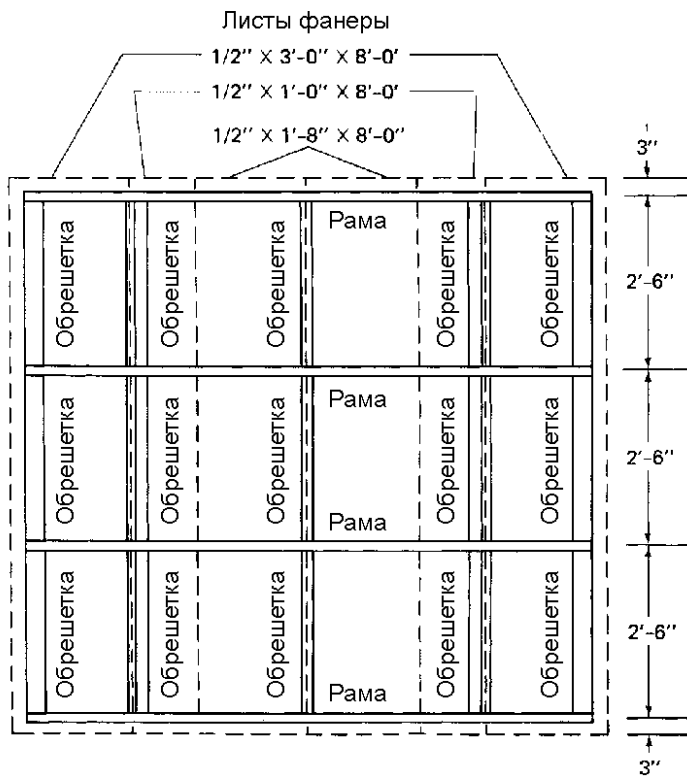 Листы фанеры
1/2" X 3'-0" X 8'-0'
1/2" X 1'-0" X 8'-0'
1/2" X 1'-8" X 8'-0"
3"
Обрешетка Обрешетка Обрешетка Рама Обрешетка Обрешетка
2'-6"
Обрешетка Обрешетка Обрешетка Рама Обрешетка Обрешетка
2'-6"
Рама
Обрешетка Обрешетка Обрешетка Обрешетка Обрешетка
2'-6"
Рама
3"